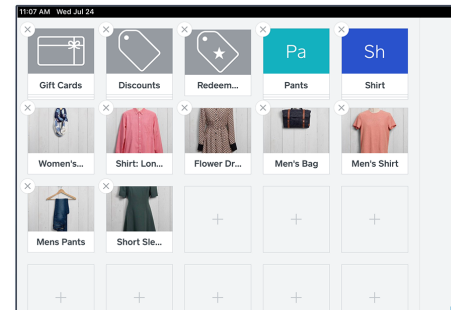 11:07 AM Wed Jul 24
Pa
Sh
Gift Cards
Discounts
Redeem...
Pants
Shirt
Women's...
Shirt: Lon...
Flower Dr...
Men's Bag
Men's Shirt
Mens Pants
Short Sle...